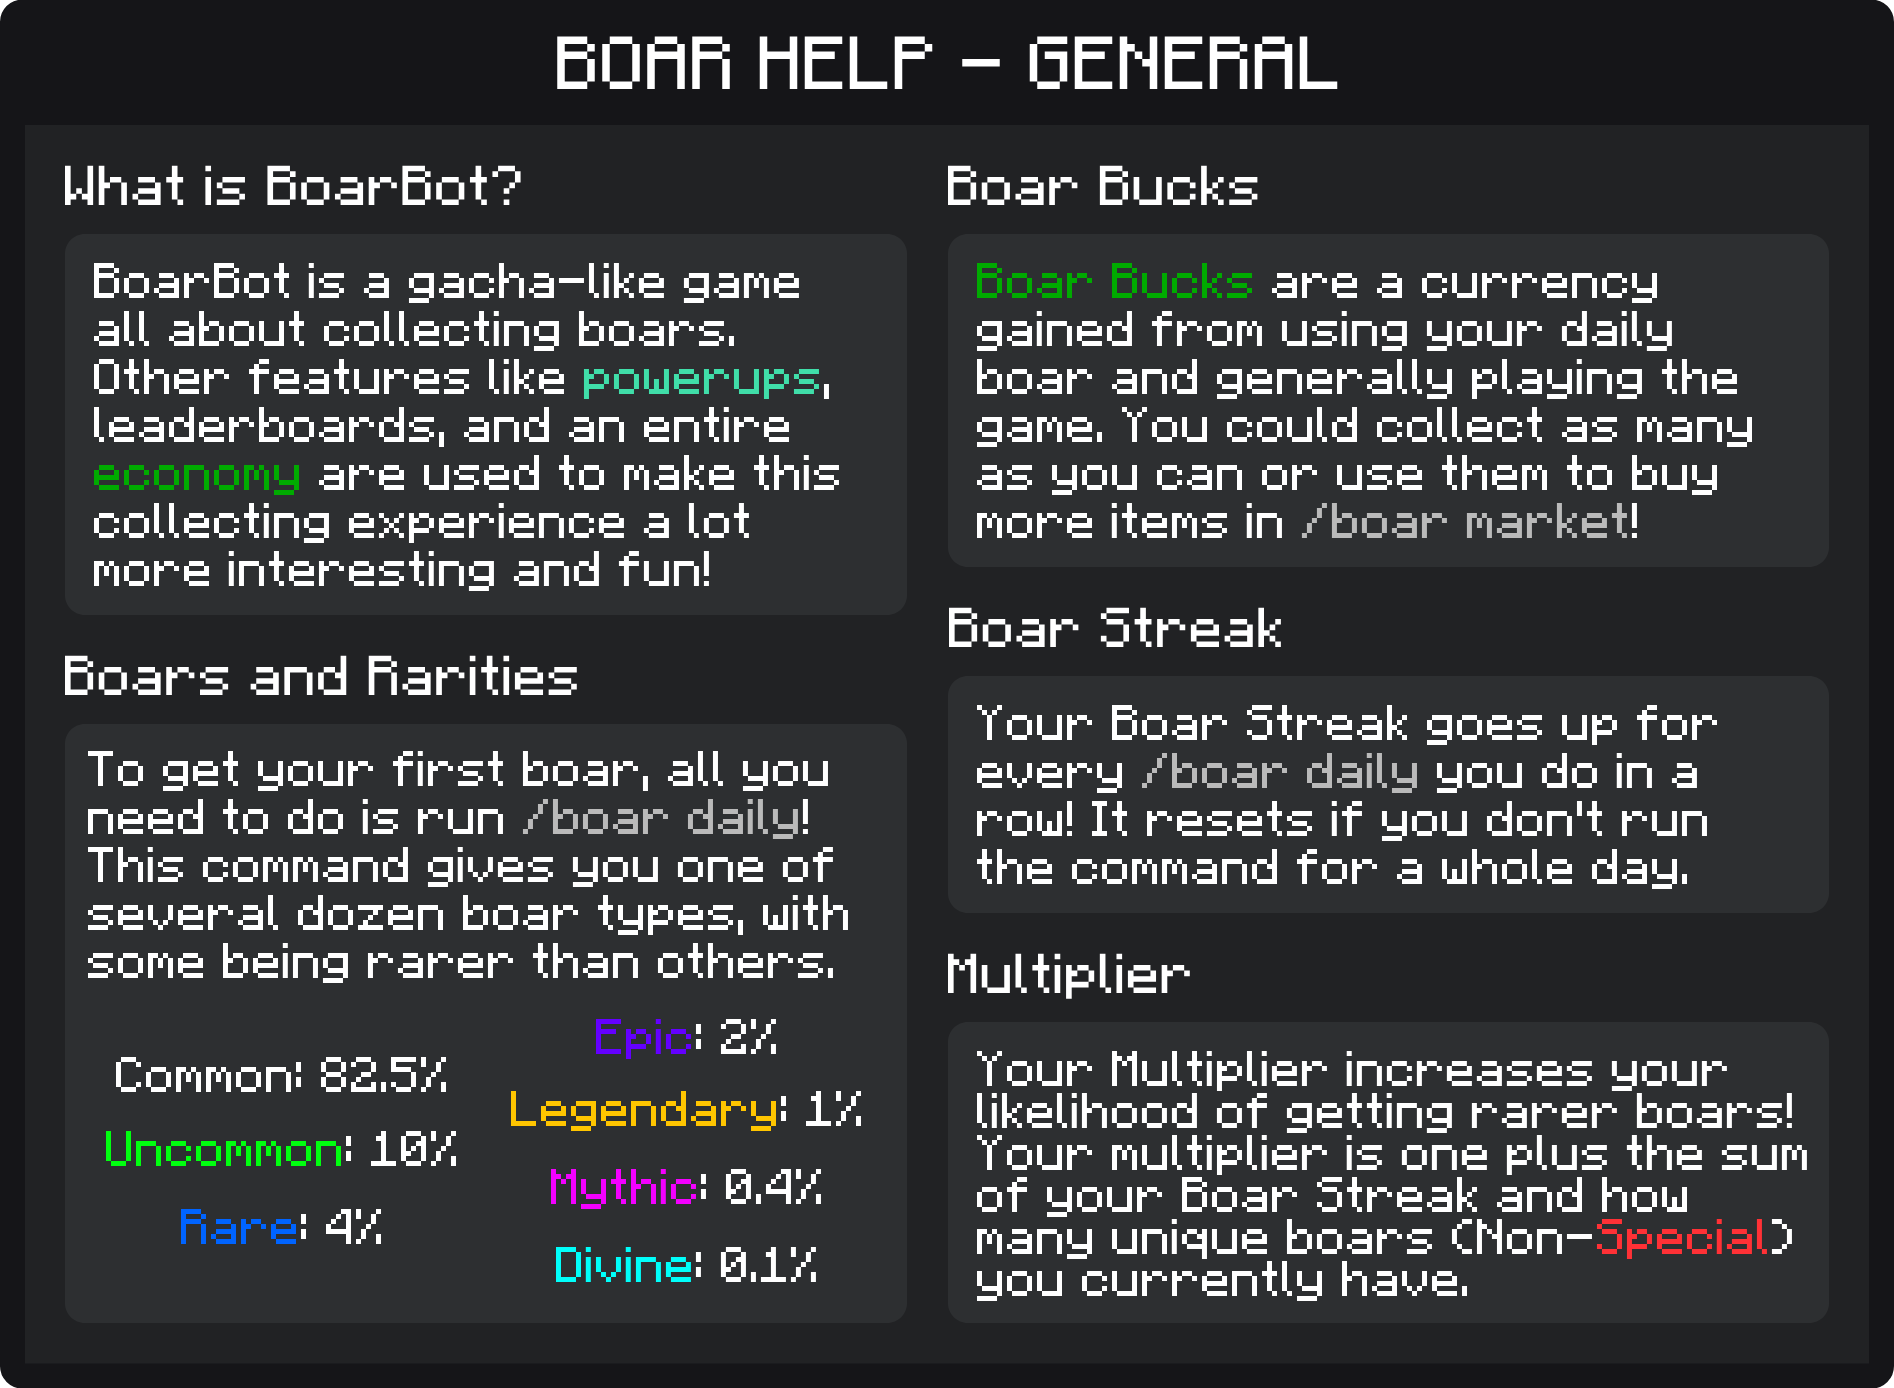 BOAR HELP - GENERAL
What is BoarBot?
BoarBot is a gacha-like game
all about collecting boars.
Other features like powerups,
leaderboards, and an entire
economy are used to make this
collecting experience a lot
more interesting and fun!
Boars and Rarities
To get your first boar, all you
need to do is run /boar daily!
This command gives you one of
several dozen boar types, with
some being rarer than others.
Common: 82.5%
Uncommon: 10%
Rare: 4%
Epic: 2%
Legendary: 1%
Mythic: 0.4%
Divine: 0.1%
Boar Bucks
Boar Bucks are a currency
gained from using your daily
boar and generally playing the
game. You could collect as many
as you can or use them to buy
more items in /boar market!
Boar Streak
Your Boar Streak goes up for
every /boar daily you do in a
row! It resets if you don't run
the command for a whole day.
Multiplier
Your Multiplier increases your
likelihood of getting rarer boars!
Your multiplier is one plus the sum
of your Boar Streak and how
many unique boars (Non-Special)
you currently have.